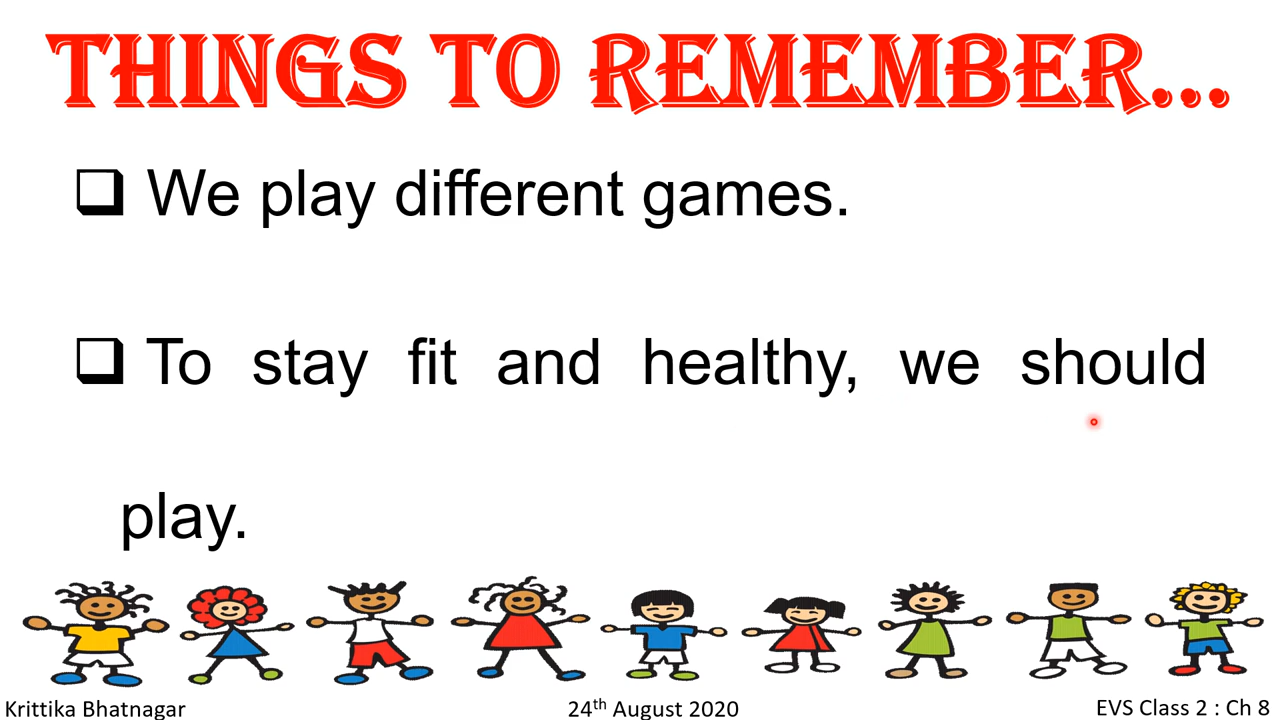 THINGS TO REMEMBER...
❑ We play different games.
❑ To stay fit and healthy, we should
play.
Krittika Bhatnagar
24th August 2020
EVS Class 2 : Ch 8